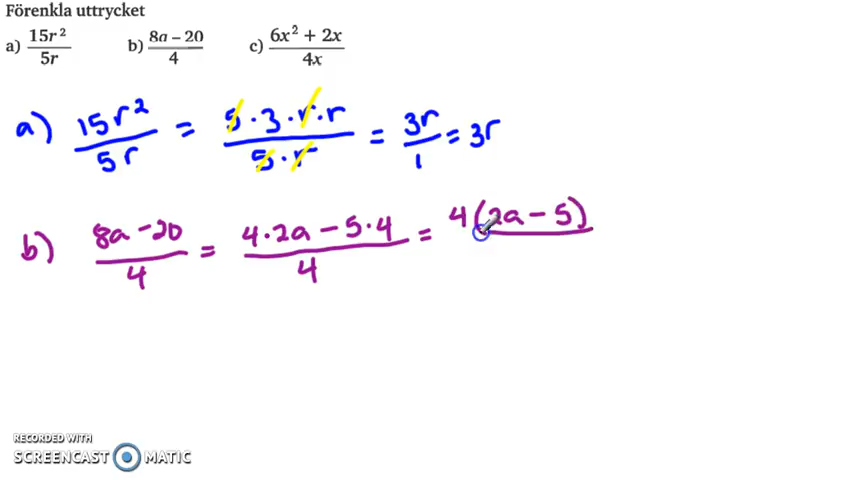 Förenkla uttrycket
a) 15r²/5r b) 8a − 20/4 c) 6x² + 2x/4x
a) 15r²/5r = 5·3·r·r/5·r = 3r/1 = 3r
b) 8a − 20/4 = 4·2a − 5·4/4 = 4(2a − 5)
RECORDED WITH
SCREENCAST MATIC